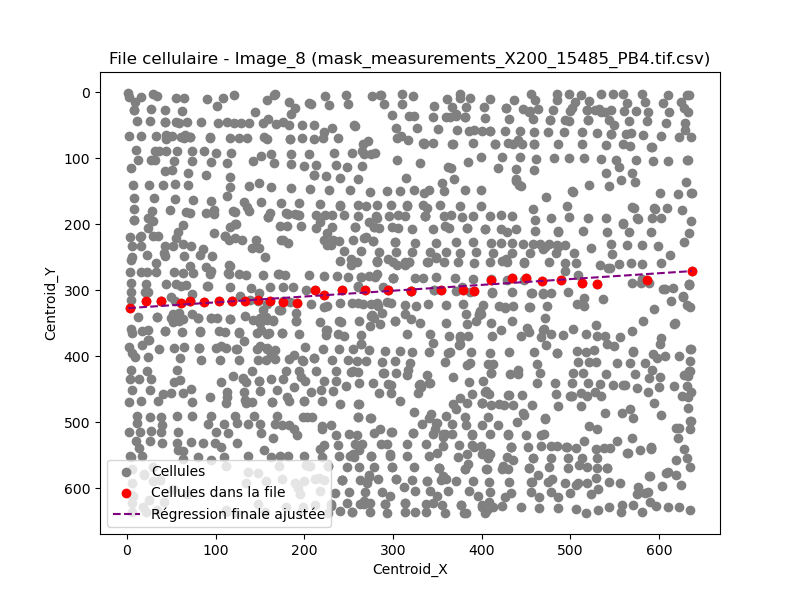 File cellulaire - Image_8 (mask_measurements_X200_15485_PB4.tif.csv)
0
100
200
300
400
500
600
Centroid_Y
Cellules
Cellules dans la file
Régression finale ajustée
0 100 200 300 400 500 600
Centroid_X